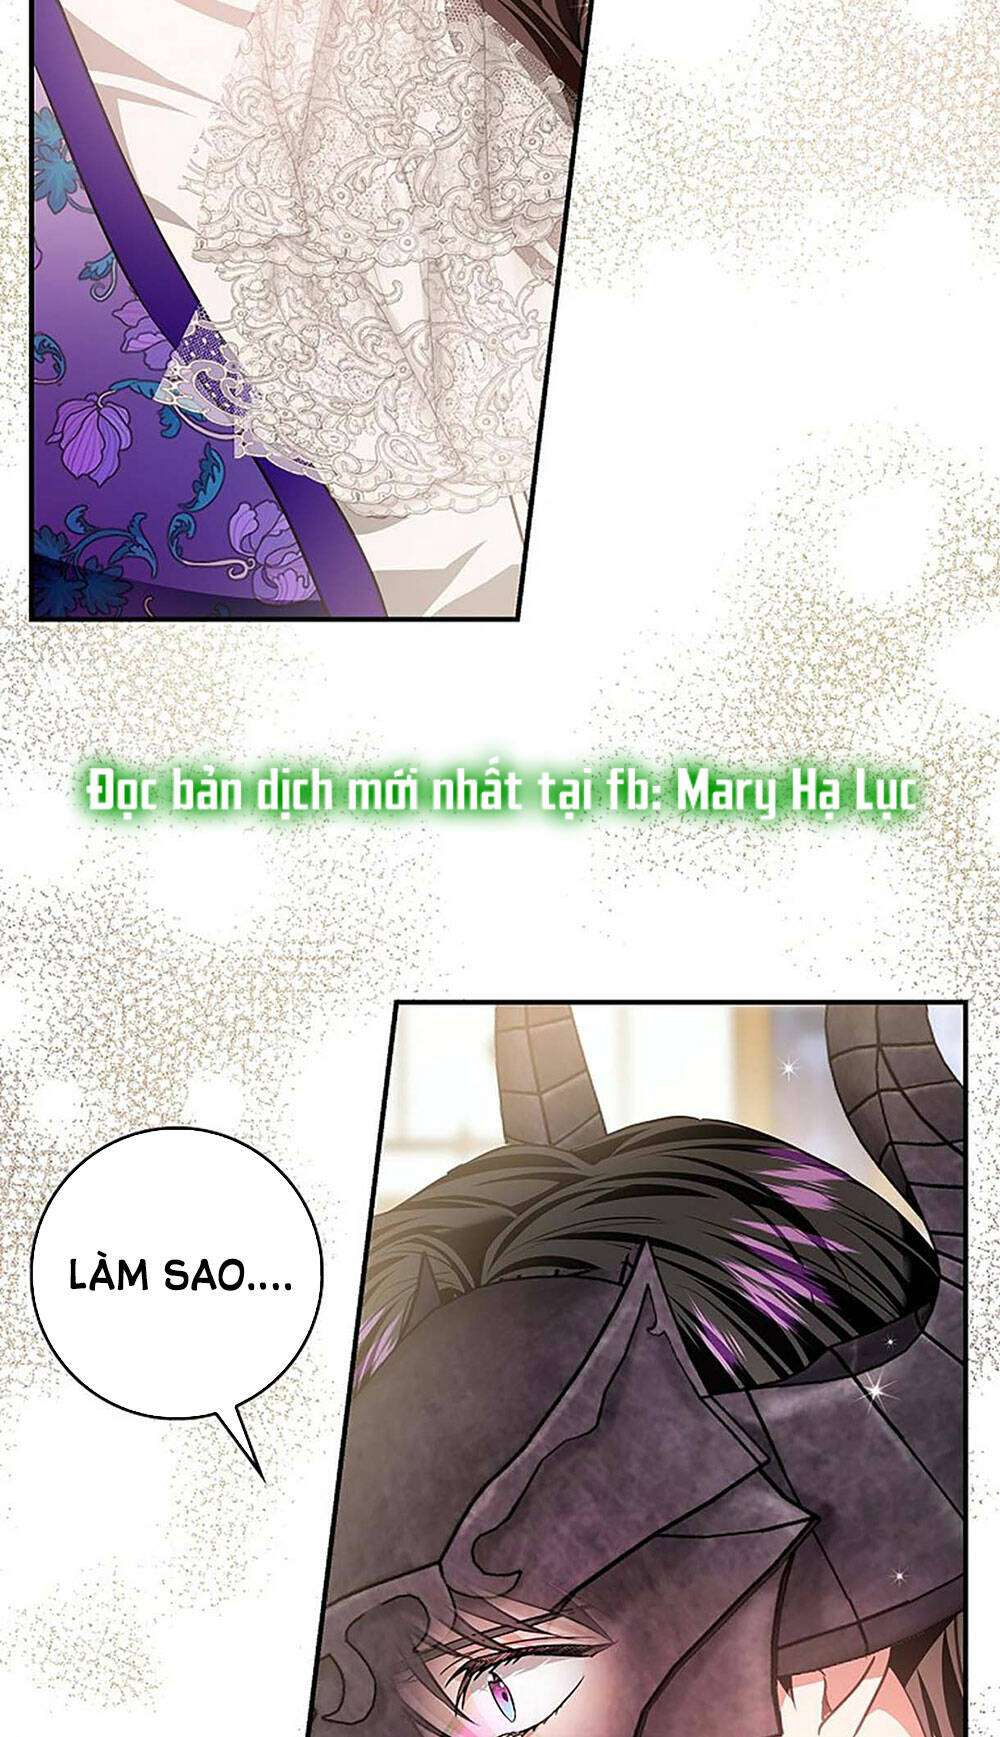 Đọc bản dịch mới nhất tại fb: Mary Hạ Lục
LÀM SAO....